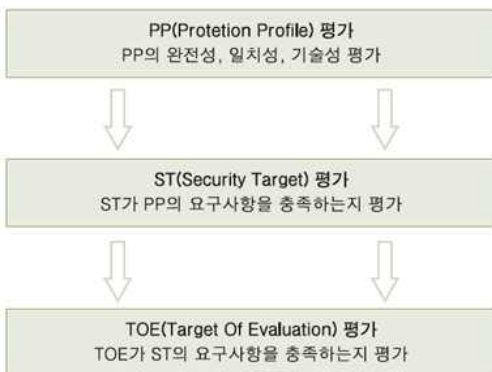 PP(Protetion Profile) 평가
PP의 완전성, 일치성, 기술성 평가
ST(Security Target) 평가
ST가 PP의 요구사항을 충족하는지 평가
TOE(Target Of Evaluation) 평가
TOE가 ST의 요구사항을 충족하는지 평가